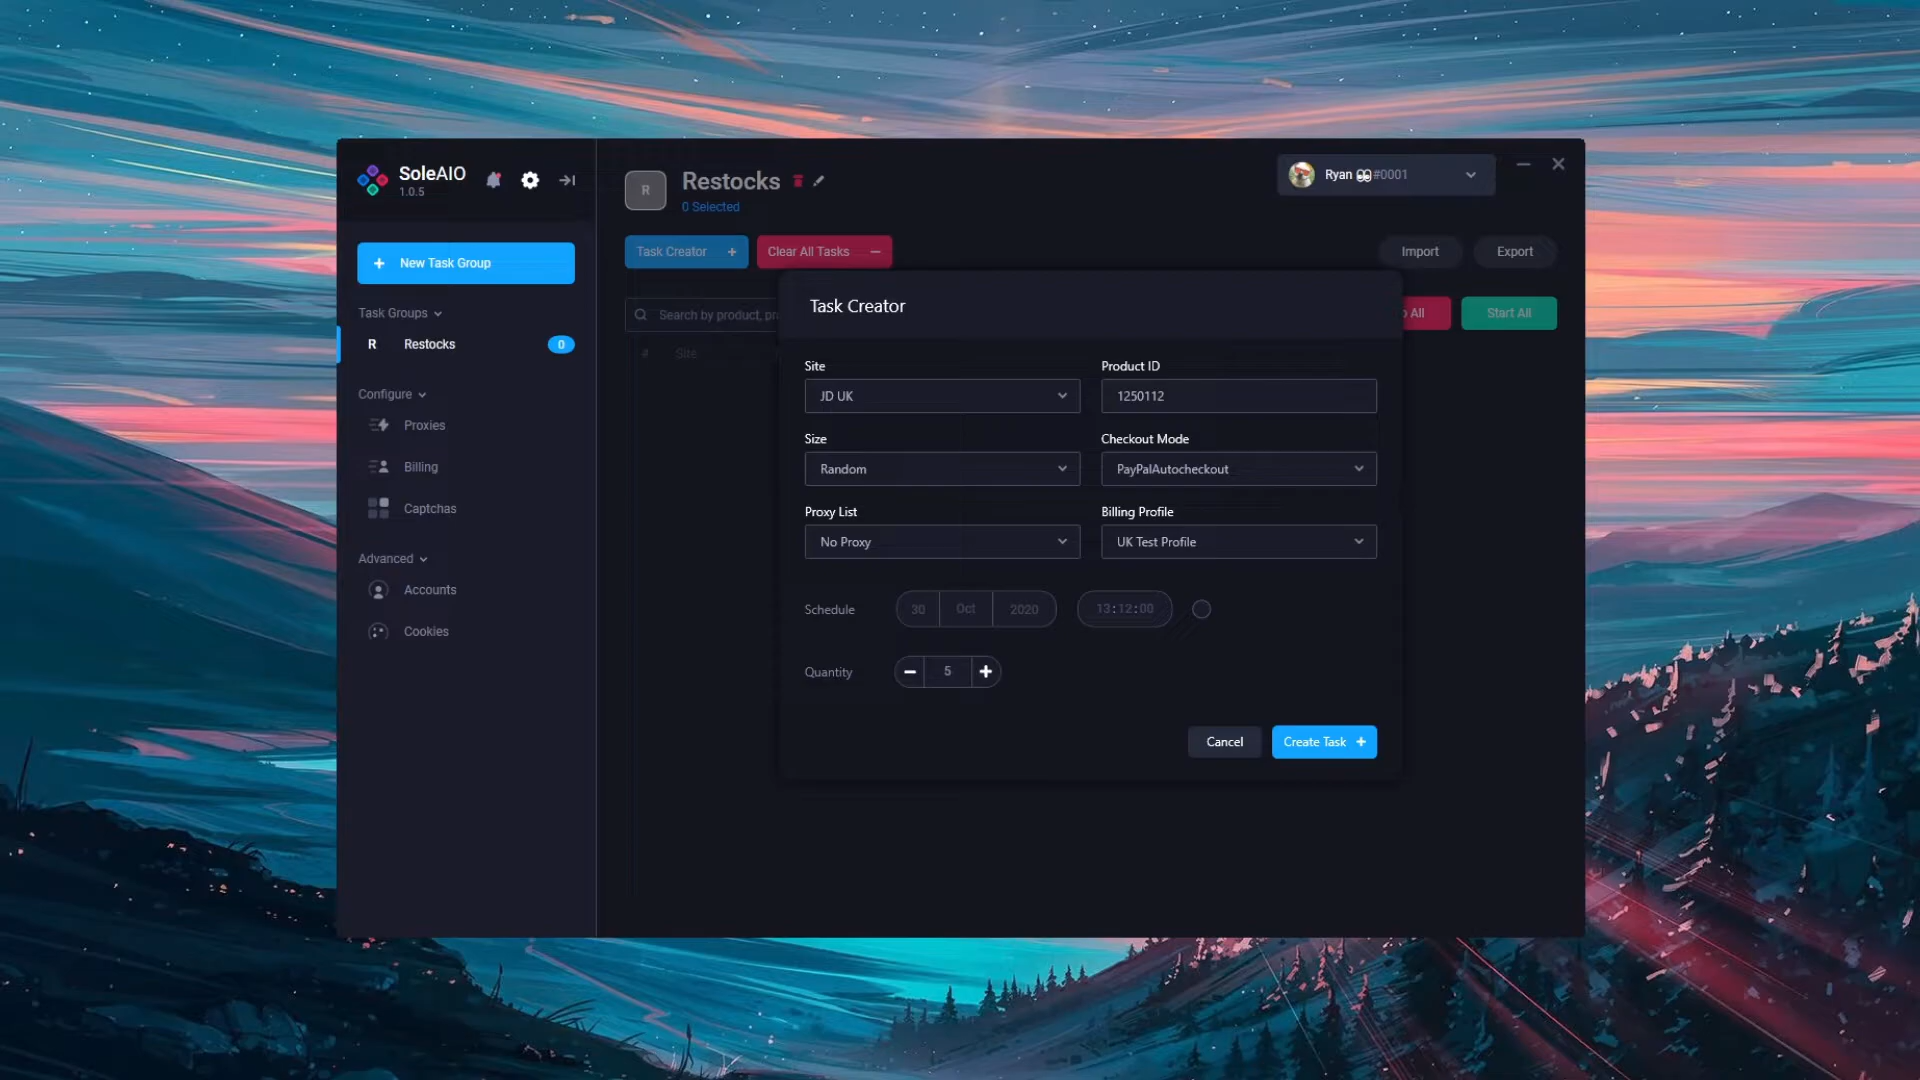 SoleAIO
1.0.5
New Task Group
Task Groups
R Restocks 0
Configure
Proxies
Billing
Captchas
Advanced
Accounts
Cookies
R
Restocks
0 Selected
Ryan #0001
Task Creator + Clear All Tasks −
Import Export
Search by product, pr
All Start All
# Site
Task Creator
Site Product ID
JD UK 1250112
Size Checkout Mode
Random PayPalAutocheckout
Proxy List Billing Profile
No Proxy UK Test Profile
Schedule 30 Oct 2020 13:12:00
Quantity − 5 +
Cancel Create Task +